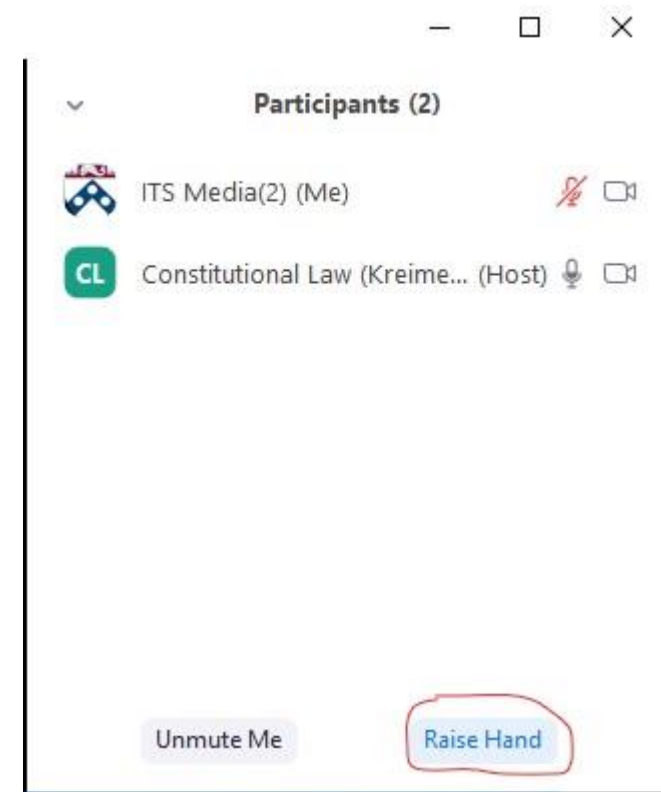 Participants (2)
ITS Media(2) (Me)
CL Constitutional Law (Kreime... (Host)
Unmute Me Raise Hand